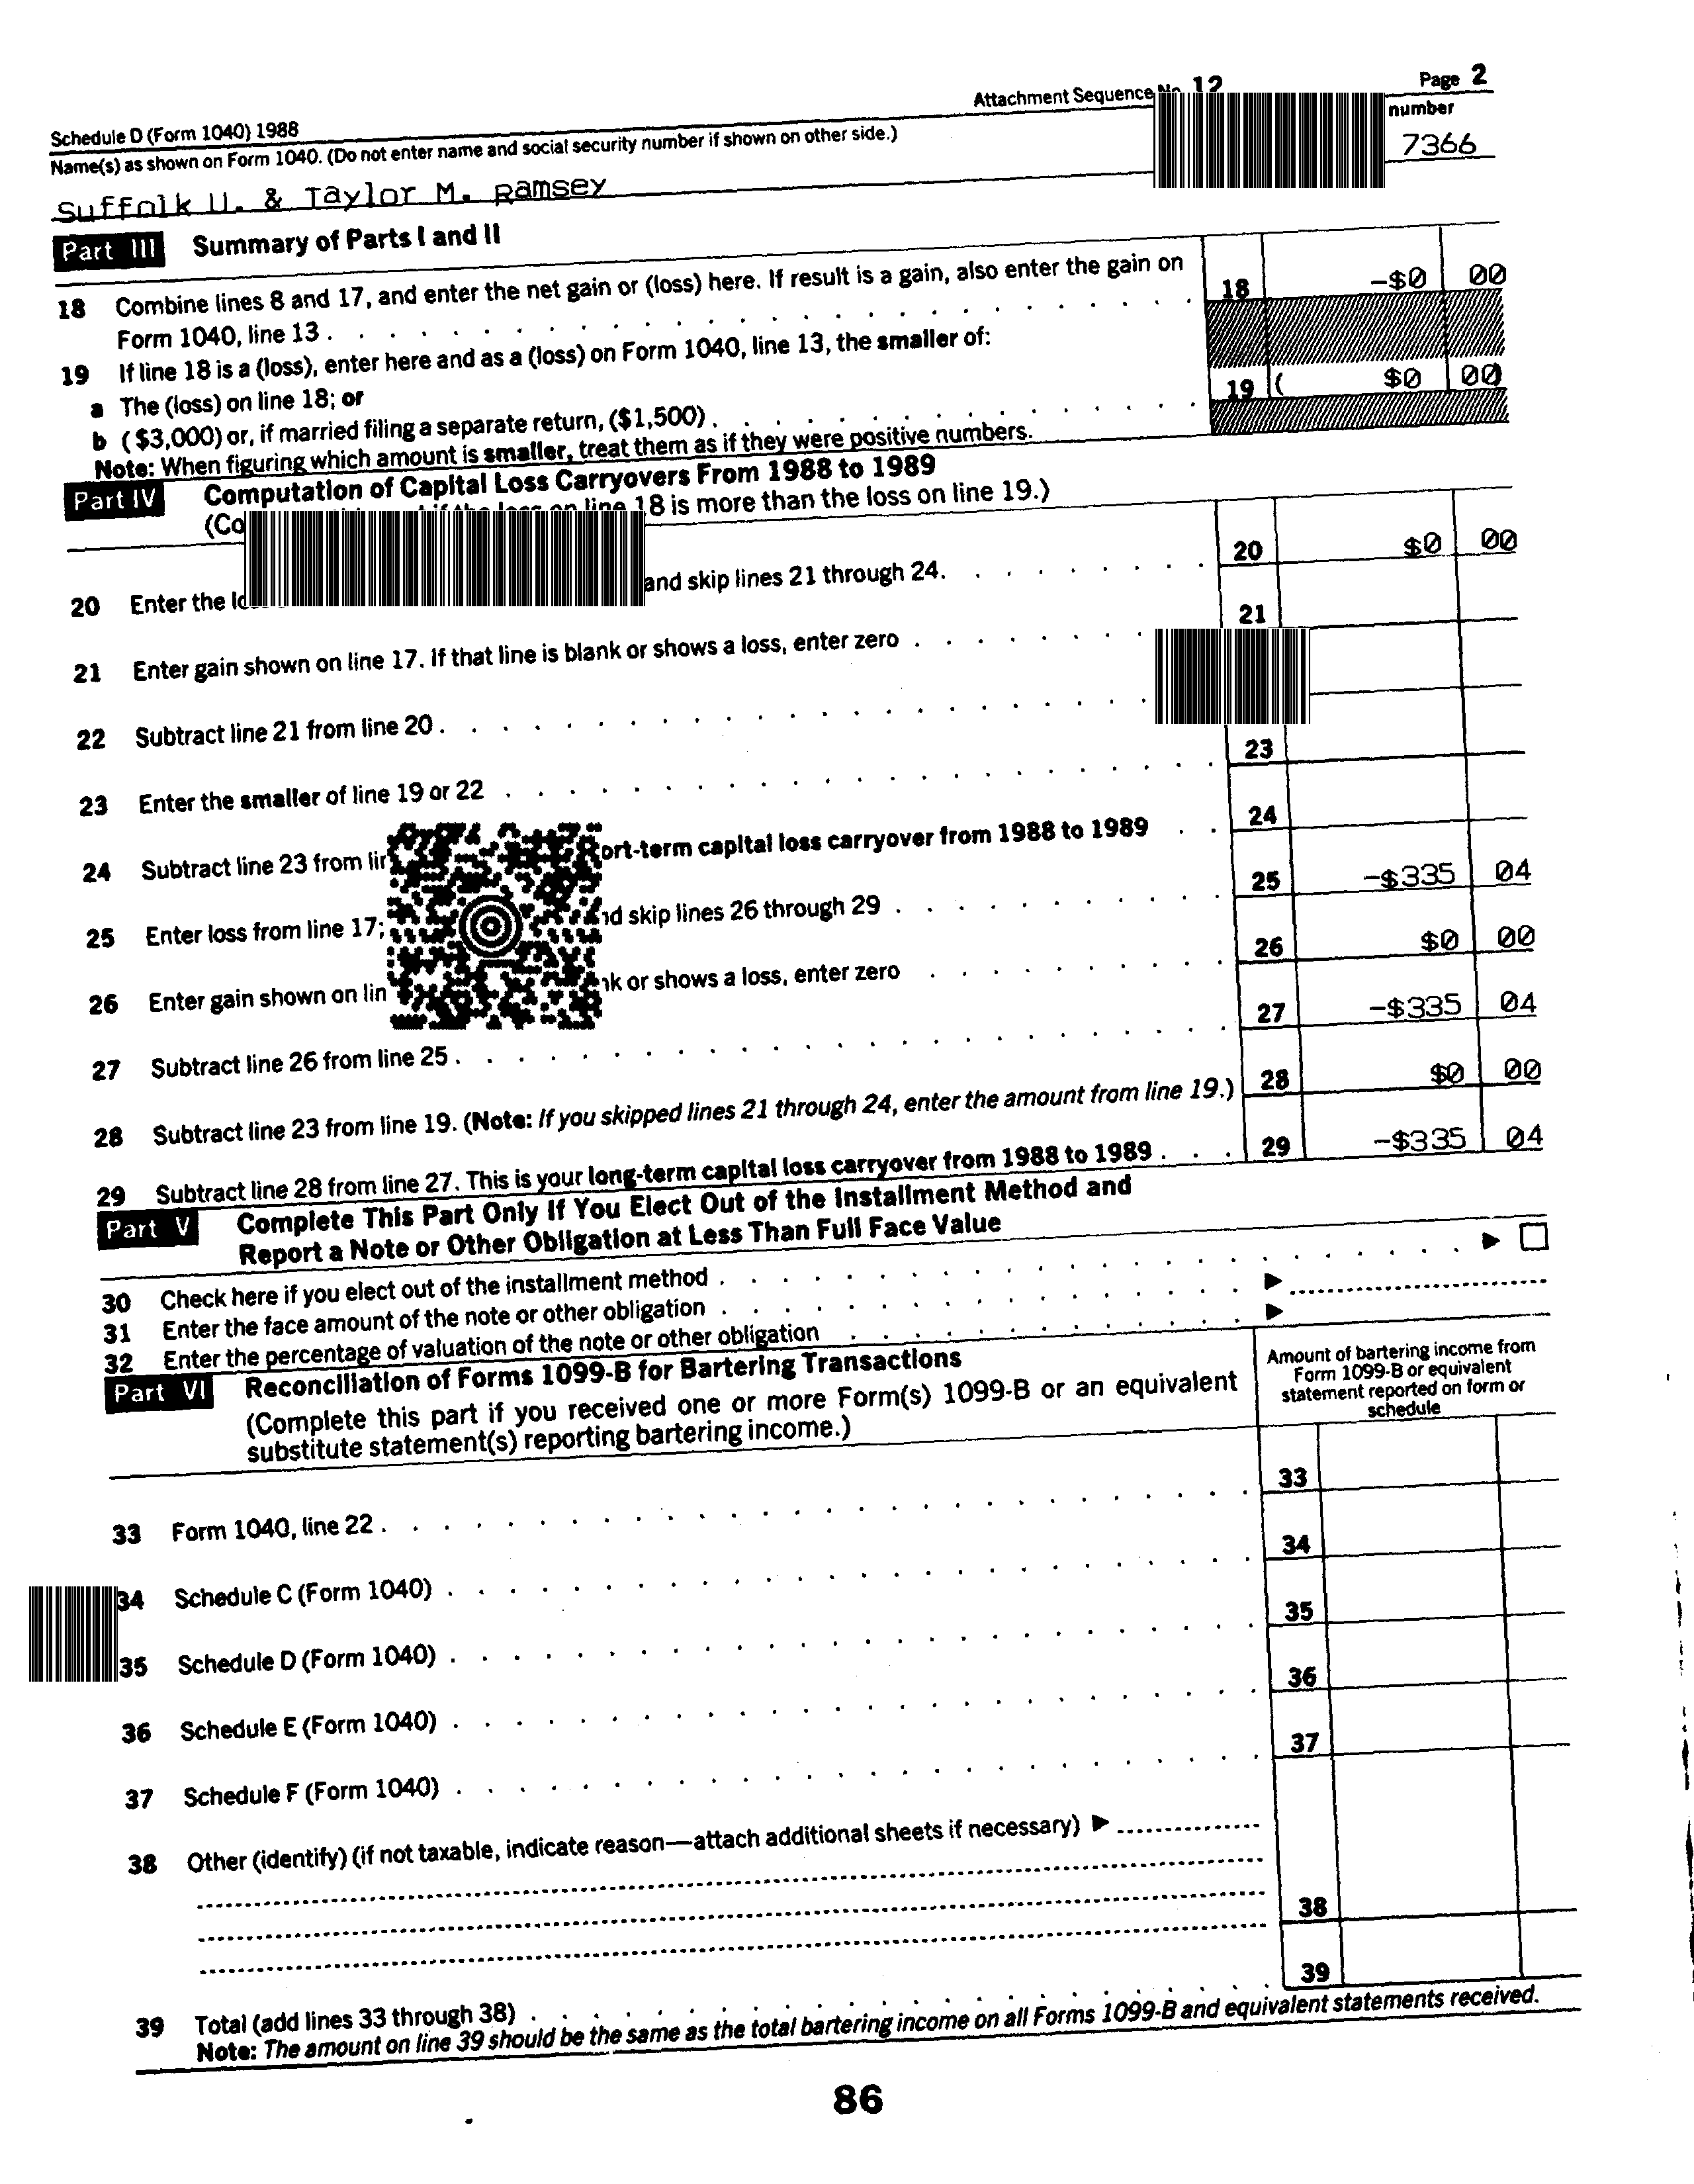 Attachment Sequence No. 12 Page 2
Schedule D (Form 1040) 1988
Name(s) as shown on Form 1040. (Do not enter name and social security number if shown on other side.) number
Suffolk U. & Taylor M. Ramsey 7366
Part III Summary of Parts I and II
18 Combine lines 8 and 17, and enter the net gain or (loss) here. If result is a gain, also enter the gain on
Form 1040, line 13 . . . . . . . . . . . . . . . . . . 18 -$0 00
19 If line 18 is a (loss), enter here and as a (loss) on Form 1040, line 13, the smaller of:
a The (loss) on line 18; or
b ($3,000) or, if married filing a separate return, ($1,500) . . . . . . . . . . 19 ( $0 00)
Note: When figuring which amount is smaller, treat them as if they were positive numbers.
Part IV Computation of Capital Loss Carryovers From 1988 to 1989
(Co line 18 is more than the loss on line 19.)
20 Enter the and skip lines 21 through 24. . . . . . . . . 20 $0 00
21 Enter gain shown on line 17. If that line is blank or shows a loss, enter zero . . . . . . . . 21
22 Subtract line 21 from line 20 . . . . . . . . . . . . . . .
23 Enter the smaller of line 19 or 22 . . . . . . . . . . . . . . . 23
24 Subtract line 23 from ort-term capital loss carryover from 1988 to 1989 . . 24
25 Enter loss from line 17; skip lines 26 through 29 . . . . . . . . . . 25 -$335 04
26 Enter gain shown on or shows a loss, enter zero . . . . . . . . . 26 $0 00
27 Subtract line 26 from line 25 . . . . . . . . . . . . . . . 27 -$335 04
28 Subtract line 23 from line 19. (Note: If you skipped lines 21 through 24, enter the amount from line 19.) 28 $0 00
29 Subtract line 28 from line 27. This is your long-term capital loss carryover from 1988 to 1989 . . . 29 -$335 04
Part V Complete This Part Only If You Elect Out of the Installment Method and
Report a Note or Other Obligation at Less Than Full Face Value
30 Check here if you elect out of the installment method . . . . . . . . . . . . . . . ▶ ☐
31 Enter the face amount of the note or other obligation . . . . . . . . . . . . ▶
32 Enter the percentage of valuation of the note or other obligation . . . . . . . . . ▶
Part VI Reconciliation of Forms 1099-B for Bartering Transactions
(Complete this part if you received one or more Form(s) 1099-B or an equivalent
substitute statement(s) reporting bartering income.)
Amount of bartering income from
Form 1099-B or equivalent
statement reported on form or
schedule
33 Form 1040, line 22 . . . . . . . . . . . . . . . 33
34 Schedule C (Form 1040) . . . . . . . . . . . . . . . 34
35 Schedule D (Form 1040) . . . . . . . . . . . . . . . 35
36 Schedule E (Form 1040) . . . . . . . . . . . . . . . 36
37 Schedule F (Form 1040) . . . . . . . . . . . . . . . 37
38 Other (identify) (if not taxable, indicate reason—attach additional sheets if necessary) ▶
38
39 Total (add lines 33 through 38) . . . . . . . . . . . . . . . 39
Note: The amount on line 39 should be the same as the total bartering income on all Forms 1099-B and equivalent statements received.
86